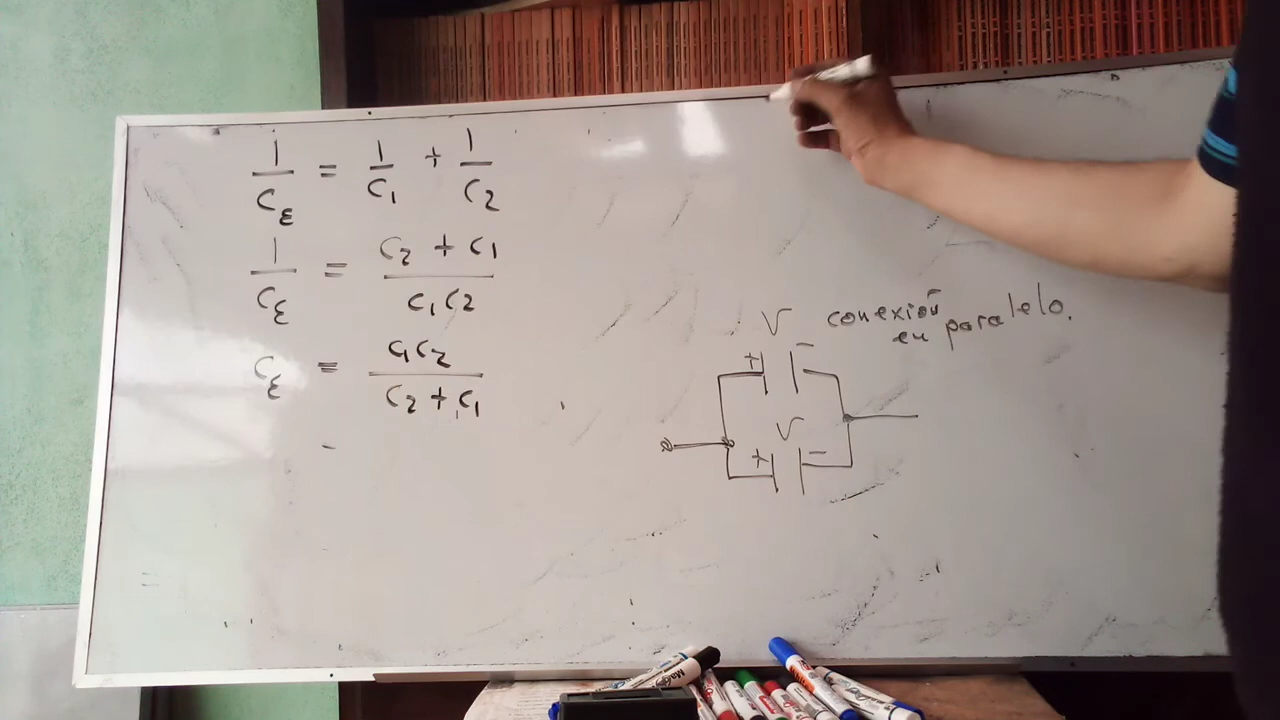 1/Cε = 1/C1 + 1/C2
1/Cε = C2 + C1 / C1C2
Cε = C1C2 / C2 + C1
-
V conexión
en paralelo.
+ -
V
+ -